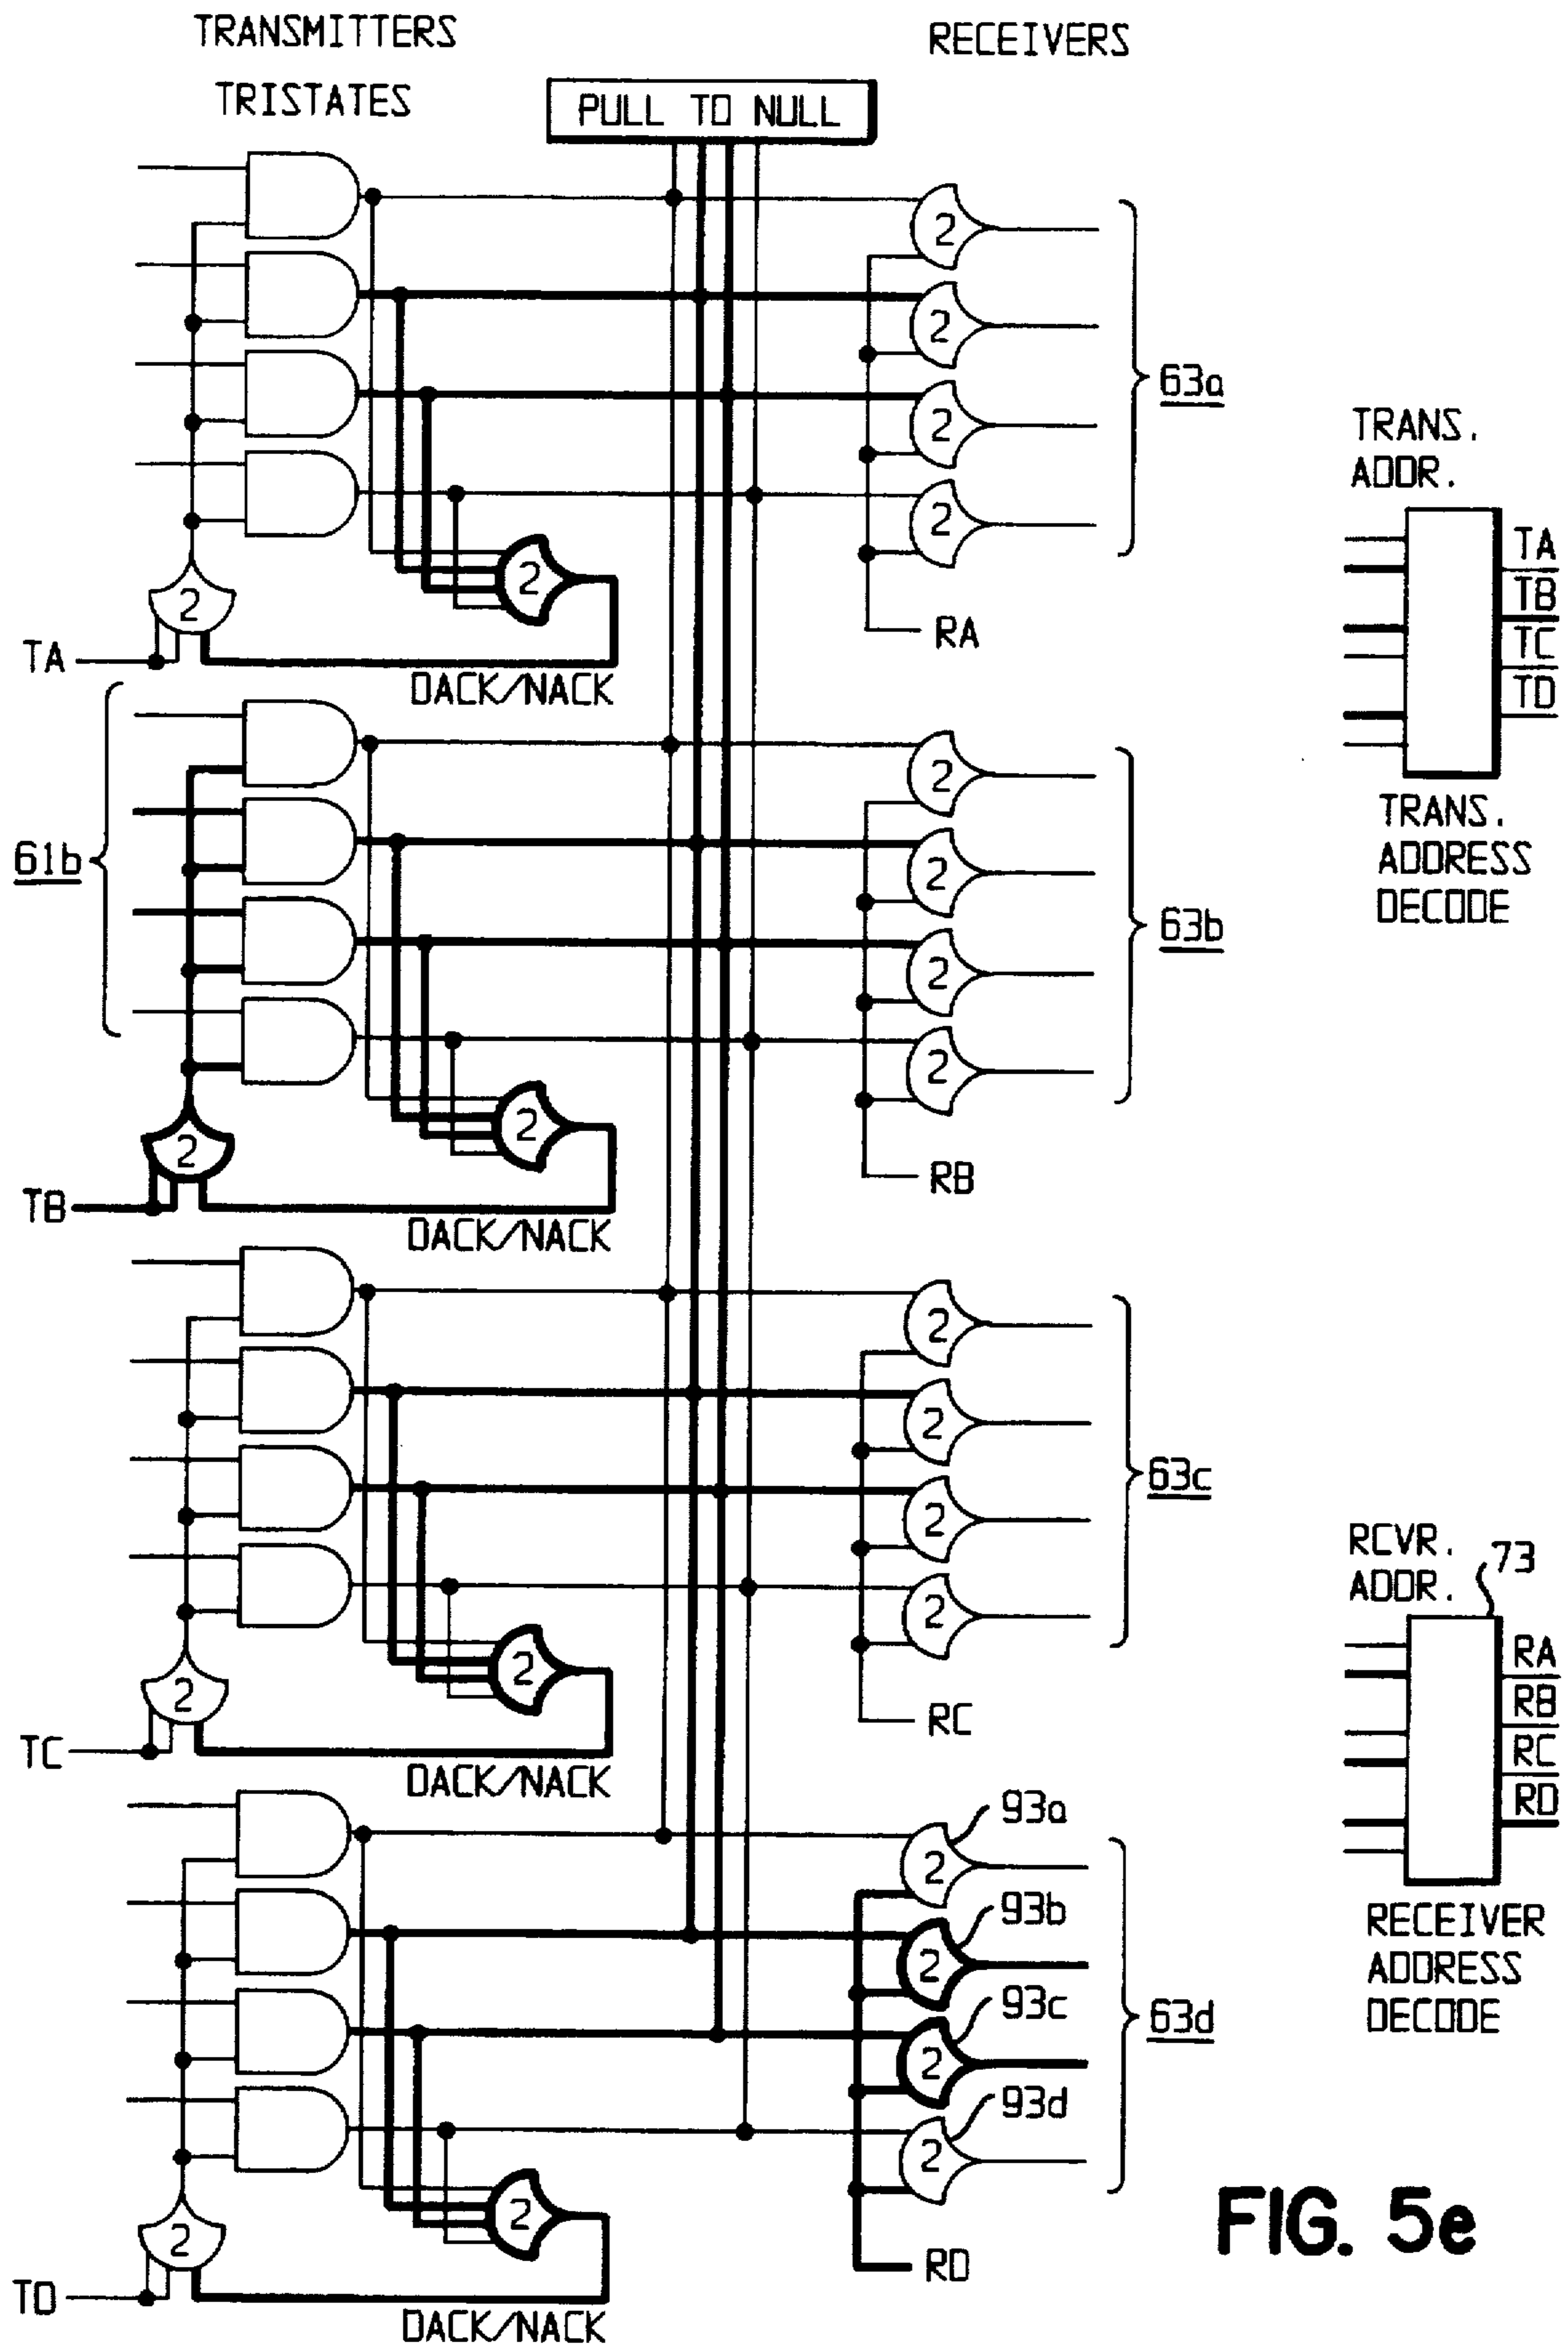 TRANSMITTERS
TRISTATES
RECEIVERS
PULL TO NULL
2
2
2
2
63a
2
2
TA
DACK/NACK
RA
TRANS.
ADDR.
TA
TB
TC
TD
TRANS.
ADDRESS
DECODE
61b
2
2
2
2
63b
2
2
TB
DACK/NACK
RB
2
2
2
2
63c
2
2
TC
DACK/NACK
RC
RCVR.
ADDR.
73
RA
RB
RC
RD
RECEIVER
ADDRESS
DECODE
93a
2
93b
2
93c
2
93d
2
63d
2
2
TD
DACK/NACK
RD
FIG. 5e